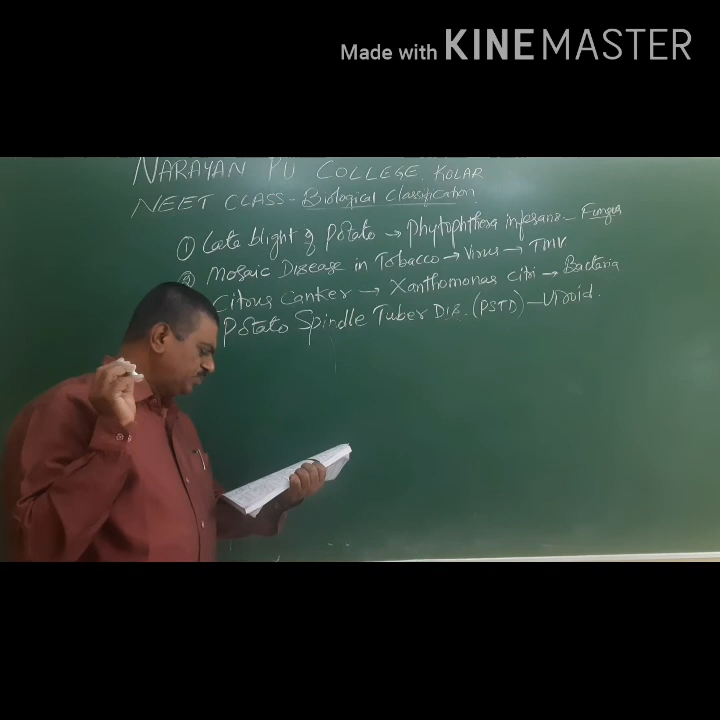 Made with KINEMASTER
NARAYAN PU COLLEGE, KOLAR
NEET CLASS - Biological Classification
① Late blight of Potato → Phytophthora infesans - Fungus
② Mosaic Disease in Tobacco → Virus → TMV
Citrus Canker → Xanthomonas Citri → Bacteria
Potato Spindle Tuber Dis. (PSTD) - Viroid.